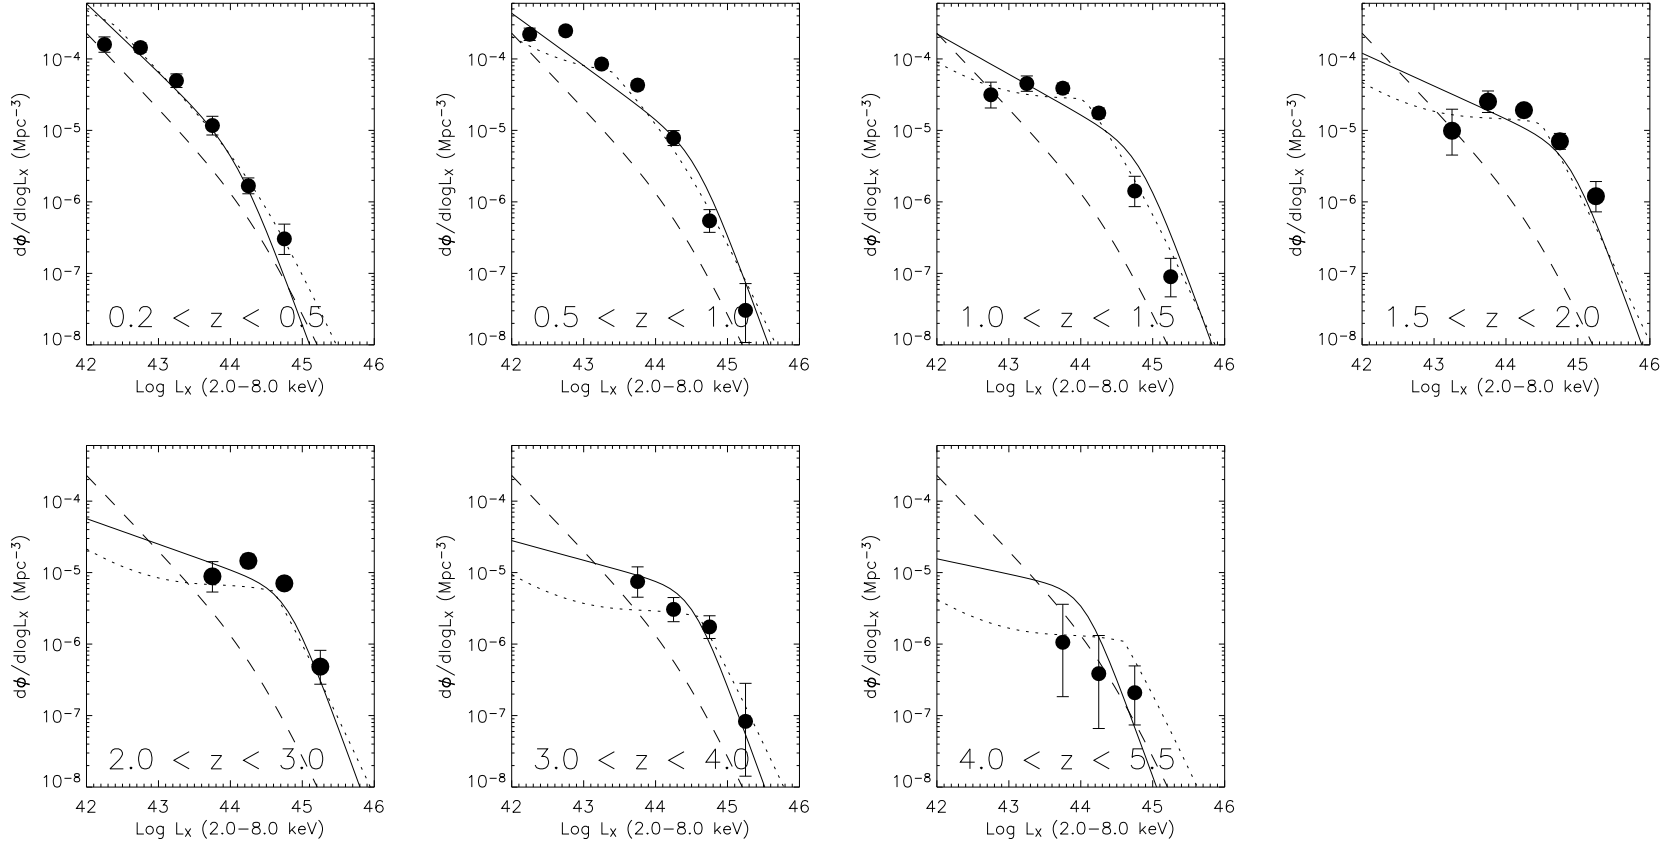 dϕ/dlogLx (Mpc⁻³)
10⁻⁴
10⁻⁵
10⁻⁶
10⁻⁷
10⁻⁸
0.2 < z < 0.5
42 43 44 45 46
Log Lx (2.0−8.0 keV)
dϕ/dlogLx (Mpc⁻³)
10⁻⁴
10⁻⁵
10⁻⁶
10⁻⁷
10⁻⁸
0.5 < z < 1.0
42 43 44 45 46
Log Lx (2.0−8.0 keV)
dϕ/dlogLx (Mpc⁻³)
10⁻⁴
10⁻⁵
10⁻⁶
10⁻⁷
10⁻⁸
1.0 < z < 1.5
42 43 44 45 46
Log Lx (2.0−8.0 keV)
dϕ/dlogLx (Mpc⁻³)
10⁻⁴
10⁻⁵
10⁻⁶
10⁻⁷
10⁻⁸
1.5 < z < 2.0
42 43 44 45 46
Log Lx (2.0−8.0 keV)
dϕ/dlogLx (Mpc⁻³)
10⁻⁴
10⁻⁵
10⁻⁶
10⁻⁷
10⁻⁸
2.0 < z < 3.0
42 43 44 45 46
Log Lx (2.0−8.0 keV)
dϕ/dlogLx (Mpc⁻³)
10⁻⁴
10⁻⁵
10⁻⁶
10⁻⁷
10⁻⁸
3.0 < z < 4.0
42 43 44 45 46
Log Lx (2.0−8.0 keV)
dϕ/dlogLx (Mpc⁻³)
10⁻⁴
10⁻⁵
10⁻⁶
10⁻⁷
10⁻⁸
4.0 < z < 5.5
42 43 44 45 46
Log Lx (2.0−8.0 keV)